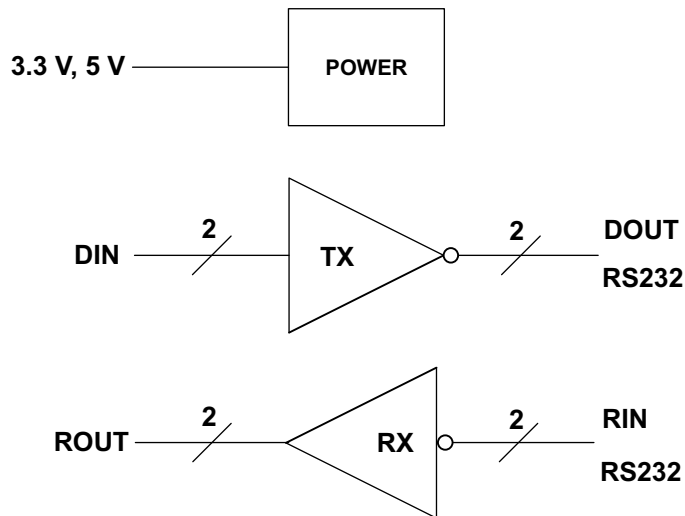 3.3 V, 5 V
POWER
DIN
2
TX
2
DOUT
RS232
ROUT
2
RX
2
RIN
RS232